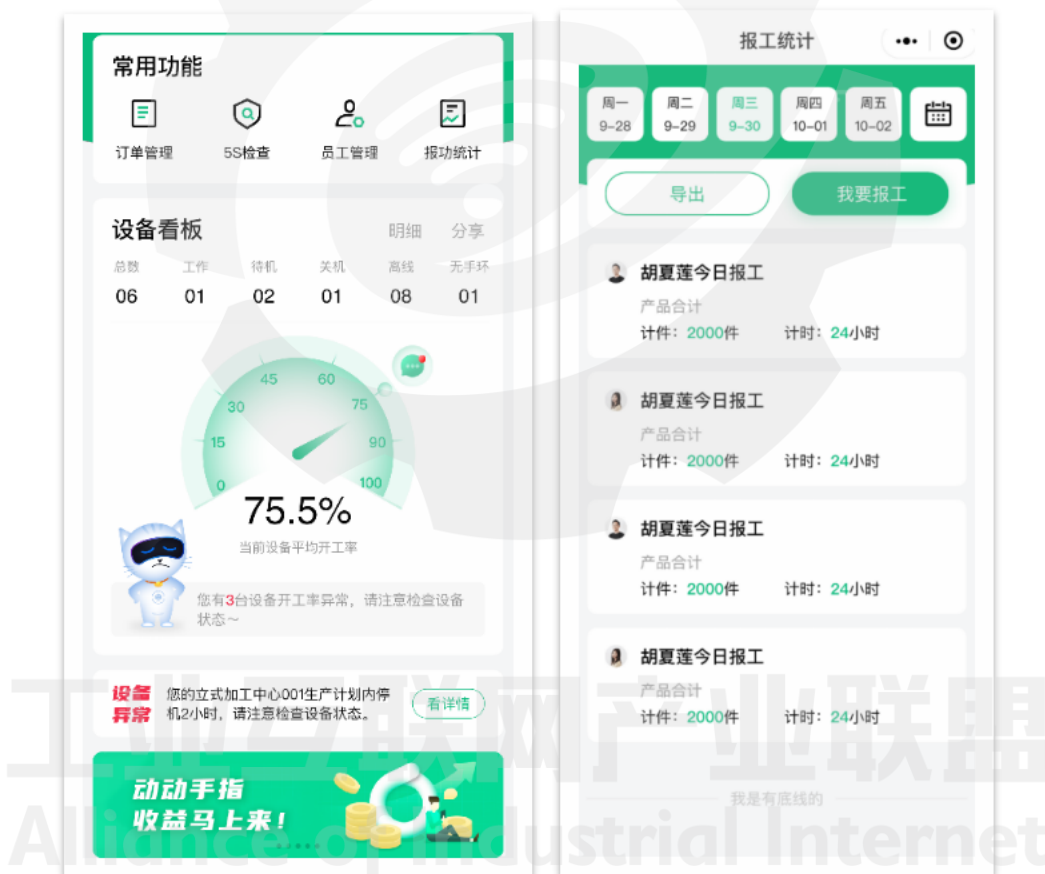 常用功能
订单管理 5S检查 员工管理 报功统计
设备看板 明细 分享
总数 工作 待机 关机 高线 无手环
06 01 02 01 08 01
0 15 30 45 60 75 90 100
75.5%
当前设备平均开工率
您有3台设备开工率异常，请注意检查设备
状态～
设备
异常
您的立式加工中心001生产计划内停
机2小时，请注意检查设备状态。
看详情
动动手指
收益马上来！
报工统计
周一 周二 周三 周四 周五
9-28 9-29 9-30 10-01 10-02
导出 我要报工
胡夏莲今日报工
产品合计
计件：2000件 计时：24小时
胡夏莲今日报工
产品合计
计件：2000件 计时：24小时
胡夏莲今日报工
产品合计
计件：2000件 计时：24小时
胡夏莲今日报工
产品合计
计件：2000件 计时：24小时
我是有底线的
工业互联网产业联盟
Alliance of Industrial Internet